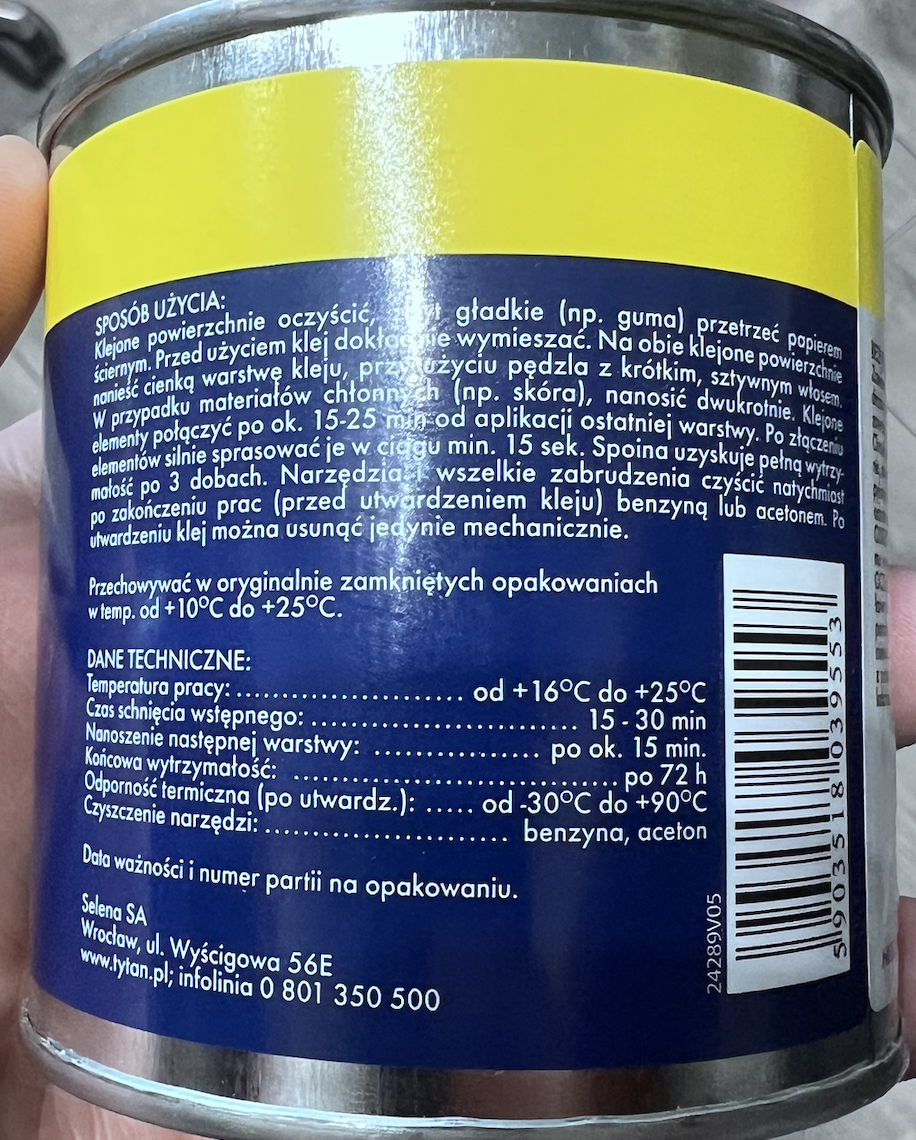 SPOSÓB UŻYCIA:
Klejone powierzchnie oczyścić, gładkie (np. guma) przetrzeć papierem
ściernym. Przed użyciem klej dokładnie wymieszać. Na obie klejone powierzchnie
nanieść cienką warstwę kleju, przy użyciu pędzla z krótkim, sztywnym włosem.
W przypadku materiałów chłonnych (np. skóra), nanosić dwukrotnie. Klejone
elementy połączyć po ok. 15-25 min od aplikacji ostatniej warstwy. Po złączeniu
elementów silnie sprasować je w ciągu min. 15 sek. Spoina uzyskuje pełną wytrzy-
małość po 3 dobach. Narzędzia i wszelkie zabrudzenia czyścić natychmiast
po zakończeniu prac (przed utwardzeniem kleju) benzyną lub acetonem. Po
utwardzeniu klej można usunąć jedynie mechanicznie.
Przechowywać w oryginalnie zamkniętych opakowaniach
w temp. od +10°C do +25°C.
DANE TECHNICZNE:
Temperatura pracy: ........................ od +16°C do +25°C
Czas schnięcia wstępnego: ............................ 15 - 30 min
Nanoszenie następnej warstwy: ................. po ok. 15 min.
Końcowa wytrzymałość: .................................. po 72 h
Odporność termiczna (po utwardz.): ..... od -30°C do +90°C
Czyszczenie narzędzi: ......................... benzyna, aceton
Data ważności i numer partii na opakowaniu.
Selena SA
Wrocław, ul. Wyścigowa 56E
www.tytan.pl; infolinia 0 801 350 500
24289V05
5903518039553